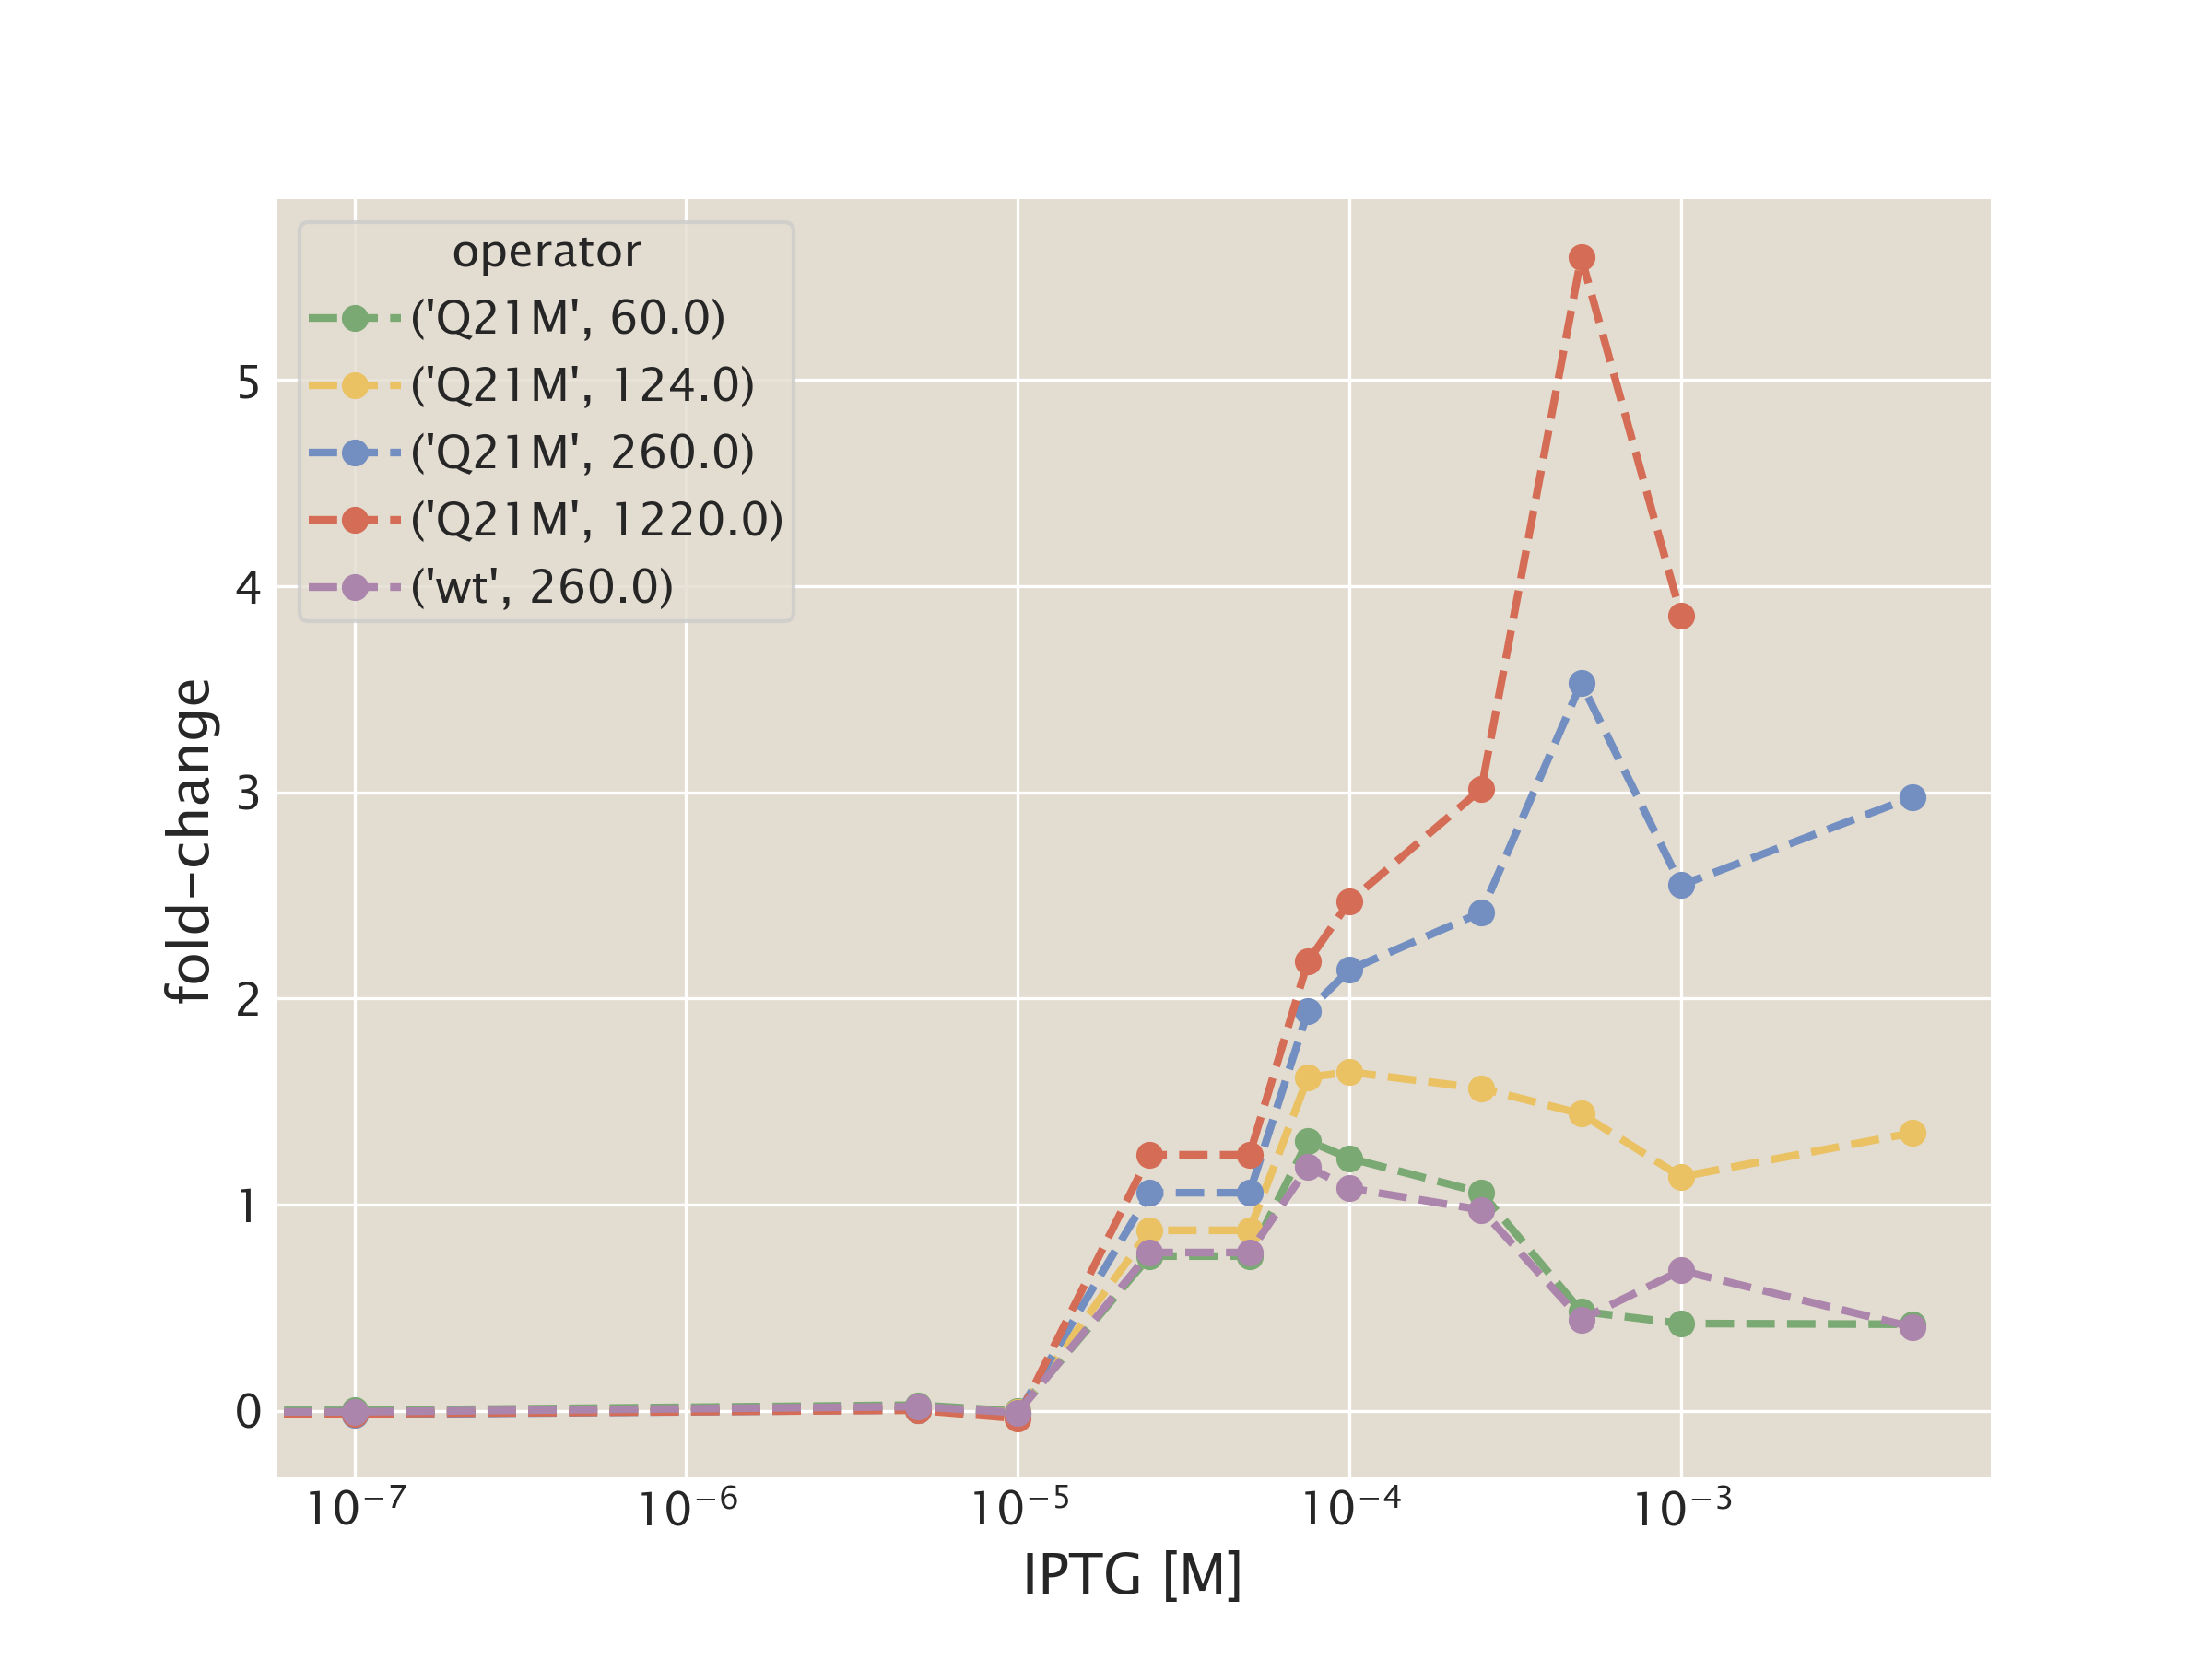 operator
('Q21M', 60.0)
('Q21M', 124.0)
('Q21M', 260.0)
('Q21M', 1220.0)
('wt', 260.0)
5
4
3
2
1
0
fold-change
10⁻⁷ 10⁻⁶ 10⁻⁵ 10⁻⁴ 10⁻³
IPTG [M]